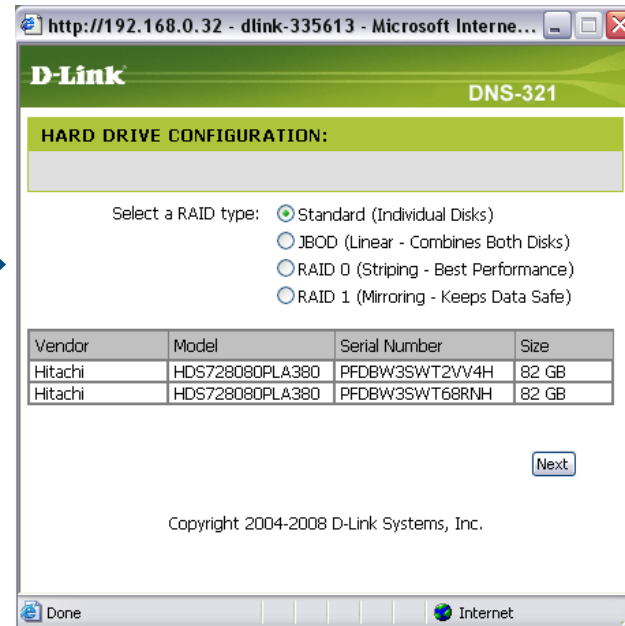 http://192.168.0.32 - dlink-335613 - Microsoft Interne...
D-Link
DNS-321
HARD DRIVE CONFIGURATION:
Select a RAID type: Standard (Individual Disks)
JBOD (Linear - Combines Both Disks)
RAID 0 (Striping - Best Performance)
RAID 1 (Mirroring - Keeps Data Safe)
Vendor Model Serial Number Size
Hitachi HDS728080PLA380 PFDBW3SWT2VV4H 82 GB
Hitachi HDS728080PLA380 PFDBW3SWT68RNH 82 GB
Next
Copyright 2004-2008 D-Link Systems, Inc.
Done Internet